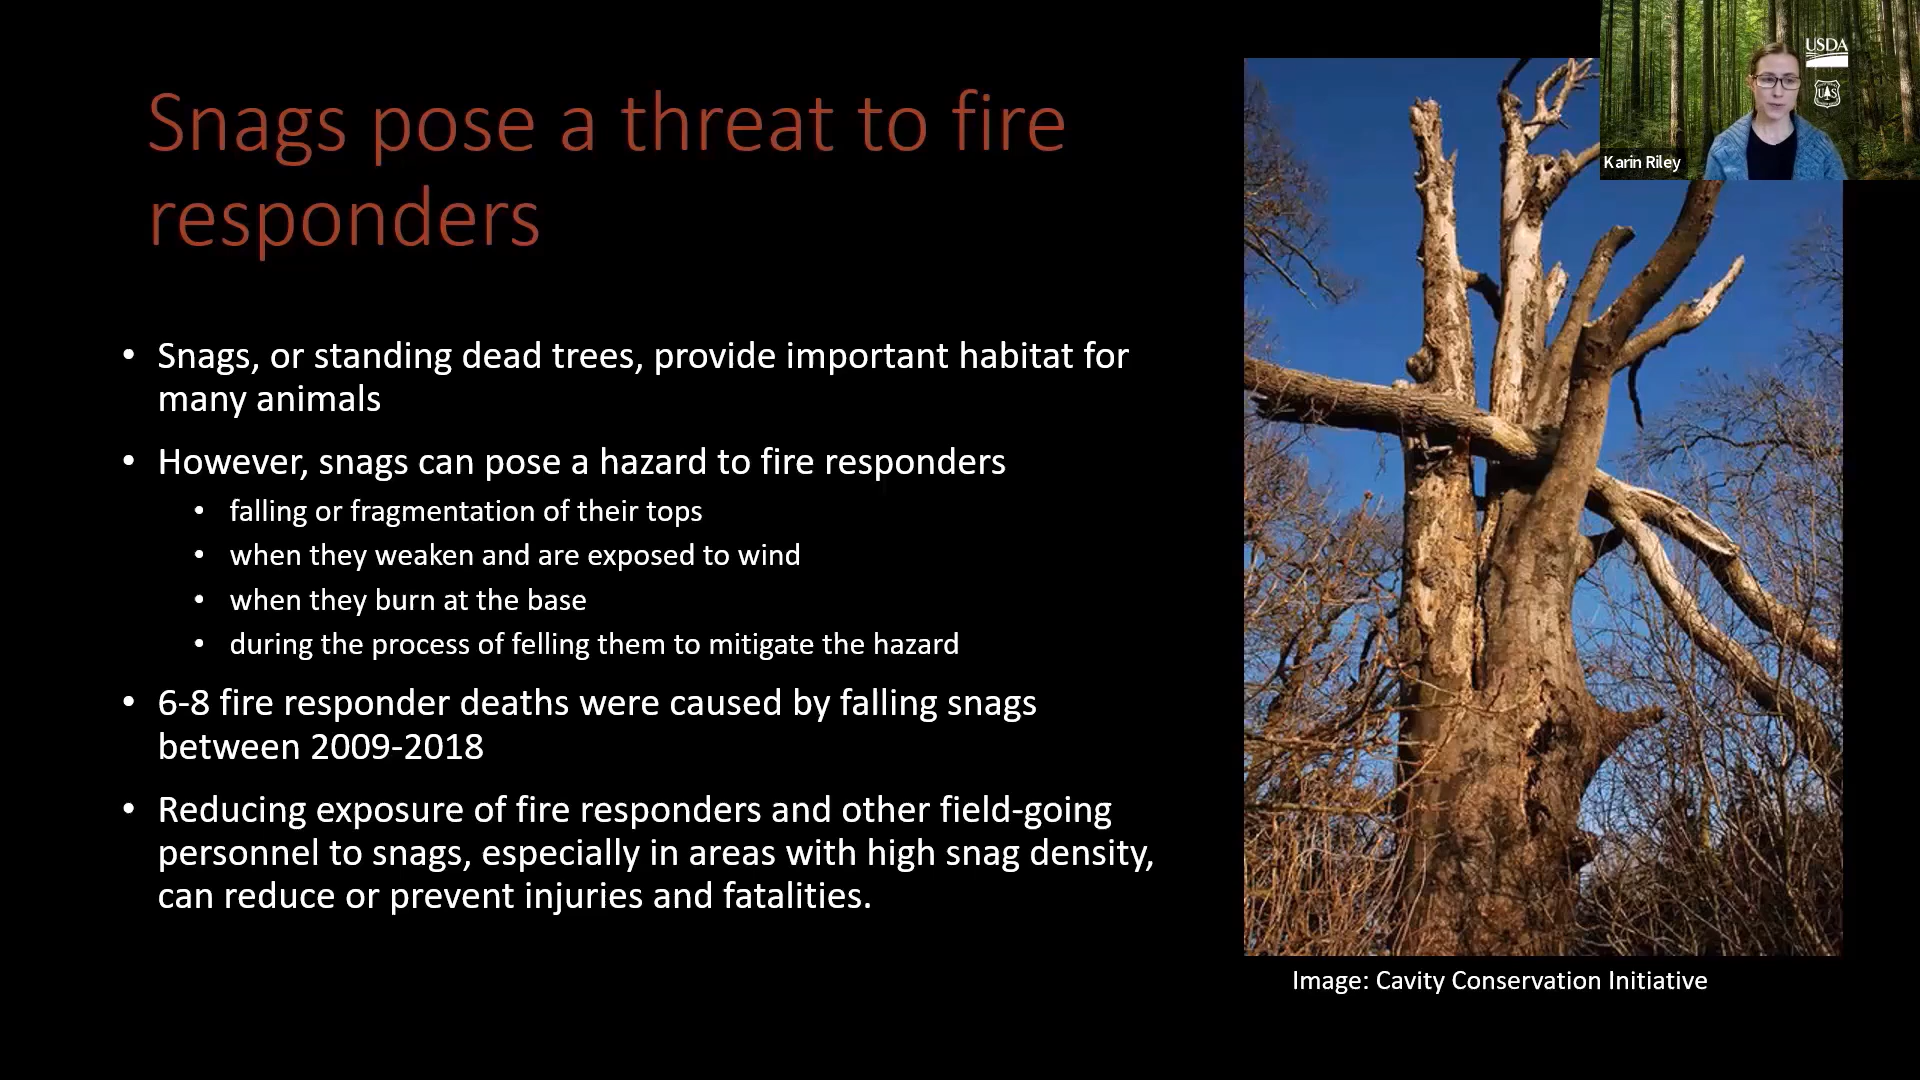 Snags pose a threat to fire
responders
• Snags, or standing dead trees, provide important habitat for
many animals
• However, snags can pose a hazard to fire responders
• falling or fragmentation of their tops
• when they weaken and are exposed to wind
• when they burn at the base
• during the process of felling them to mitigate the hazard
• 6-8 fire responder deaths were caused by falling snags
between 2009-2018
• Reducing exposure of fire responders and other field-going
personnel to snags, especially in areas with high snag density,
can reduce or prevent injuries and fatalities.
USDA
U S
Karin Riley
Image: Cavity Conservation Initiative